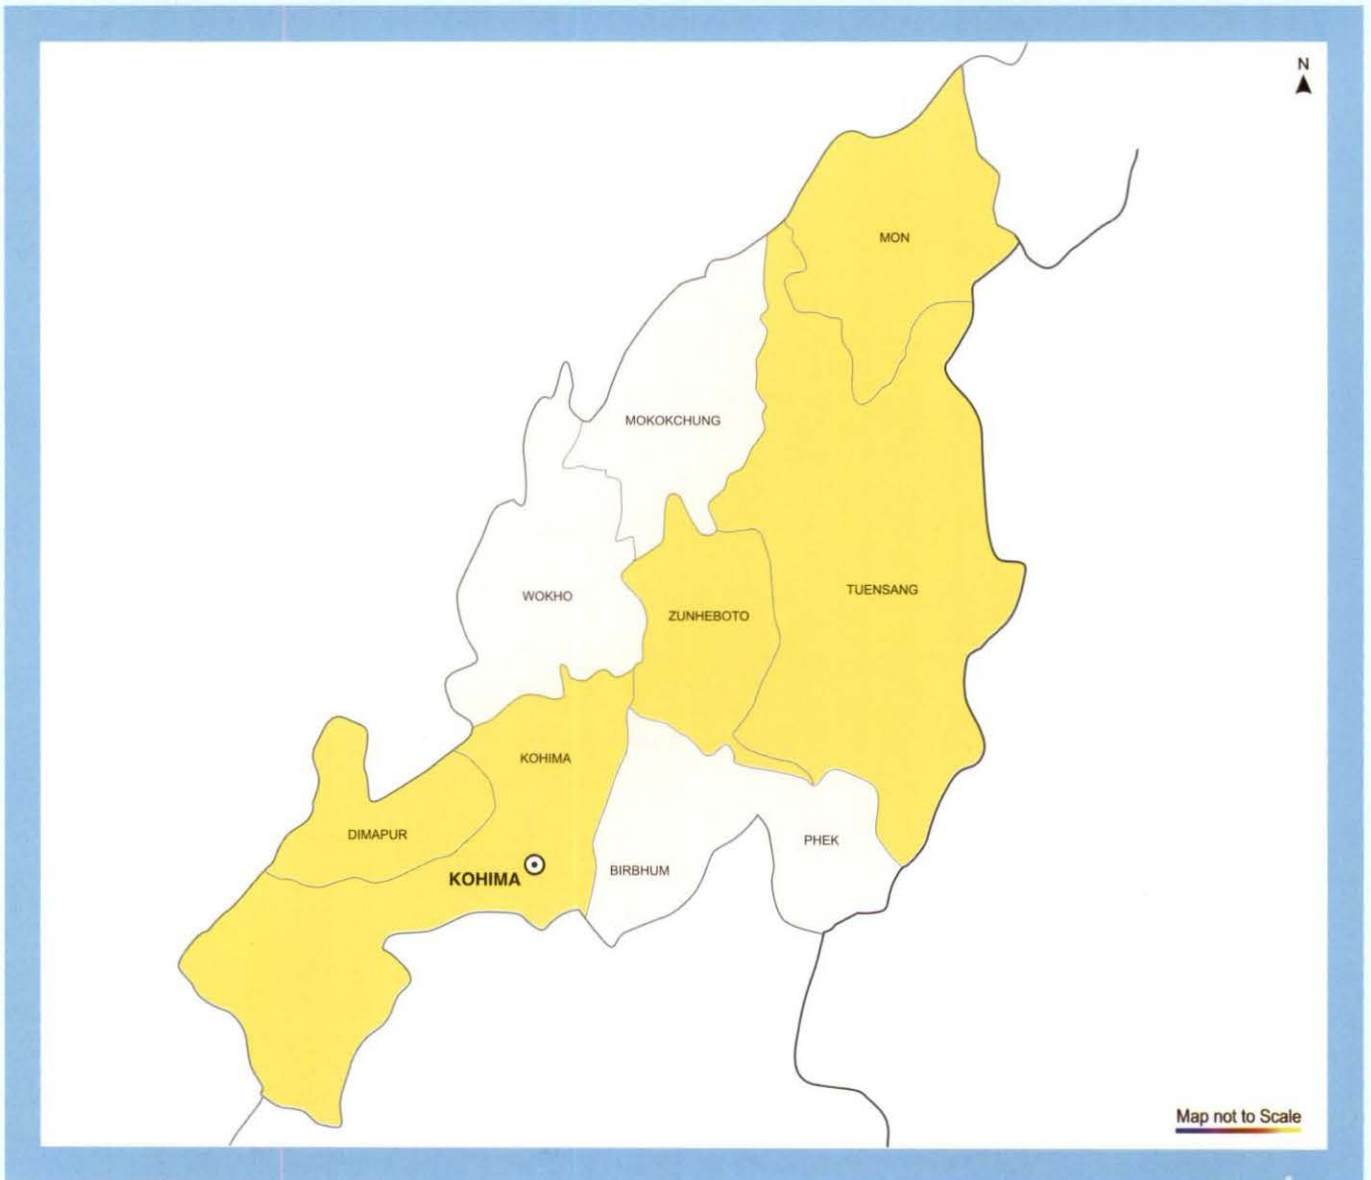 N
MON
MOKOKCHUNG
WOKHO
ZUNHEBOTO
TUENSANG
KOHIMA
DIMAPUR
PHEK
KOHIMA
BIRBHUM
Map not to Scale